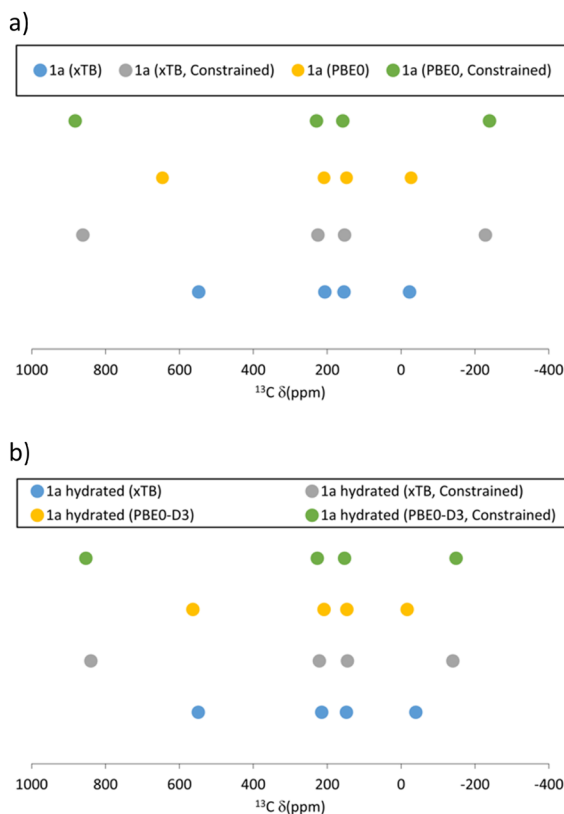 a)
1a (xTB) 1a (xTB, Constrained) 1a (PBE0) 1a (PBE0, Constrained)
1000 800 600 400 200 0 -200 -400
¹³C δ(ppm)
b)
1a hydrated (xTB) 1a hydrated (xTB, Constrained)
1a hydrated (PBE0-D3) 1a hydrated (PBE0-D3, Constrained)
1000 800 600 400 200 0 -200 -400
¹³C δ(ppm)